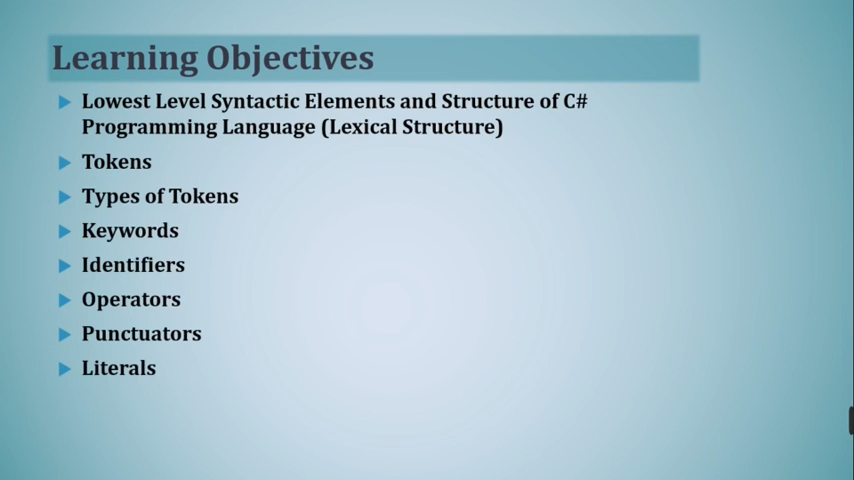 Learning Objectives
Lowest Level Syntactic Elements and Structure of C#
Programming Language (Lexical Structure)
Tokens
Types of Tokens
Keywords
Identifiers
Operators
Punctuators
Literals